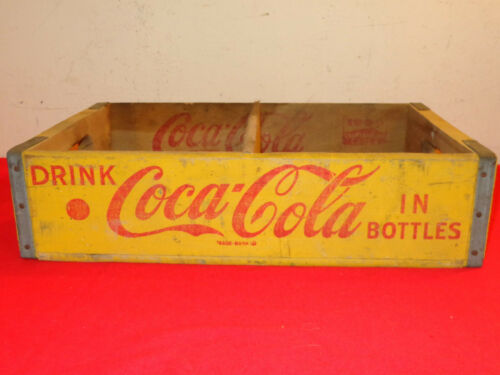 Coca-Cola
DRINK Coca-Cola IN BOTTLES
TRADE-MARK ®